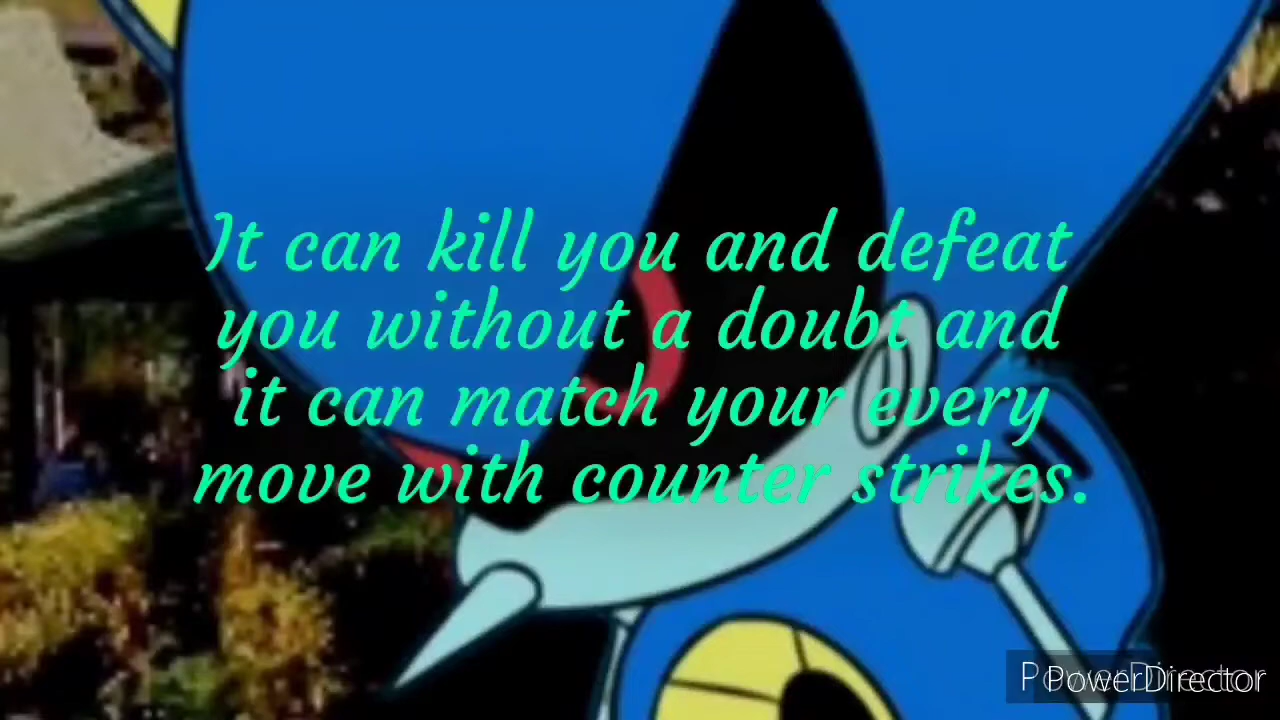 It can kill you and defeat
you without a doubt and
it can match your every
move with counter strikes.
PowerDirector
PowerDirector